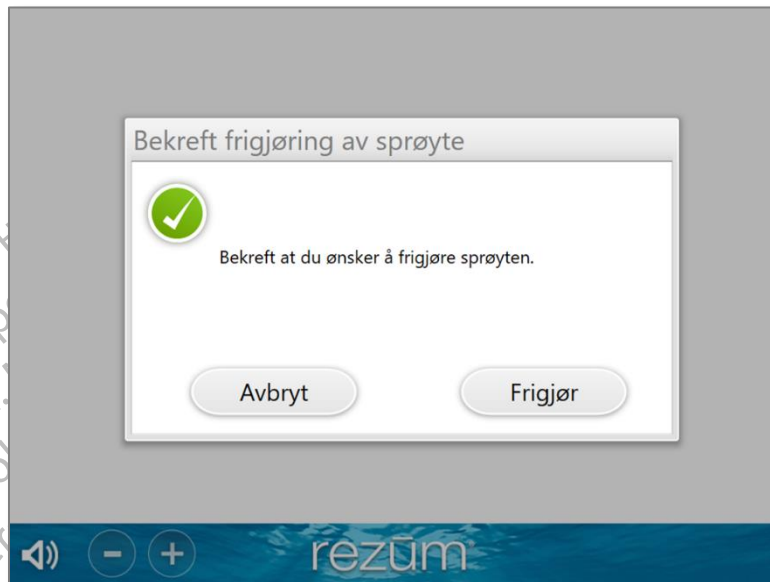 Bekreft frigjøring av sprøyte
Bekreft at du ønsker å frigjøre sprøyten.
Avbryt
Frigjør
rezūm